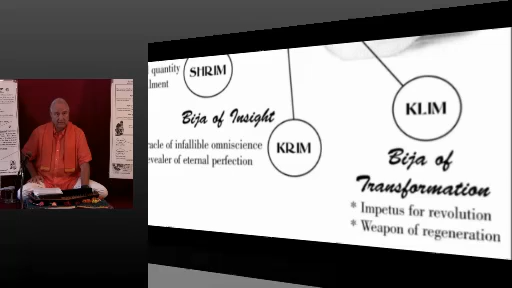 quantity
lment
SHRIM
Bija of Insight
racle of infallible omniscience
evealer of eternal perfection
KRIM
KLIM
Bija of
Transformation
* Impetus for revolution
* Weapon of regeneration